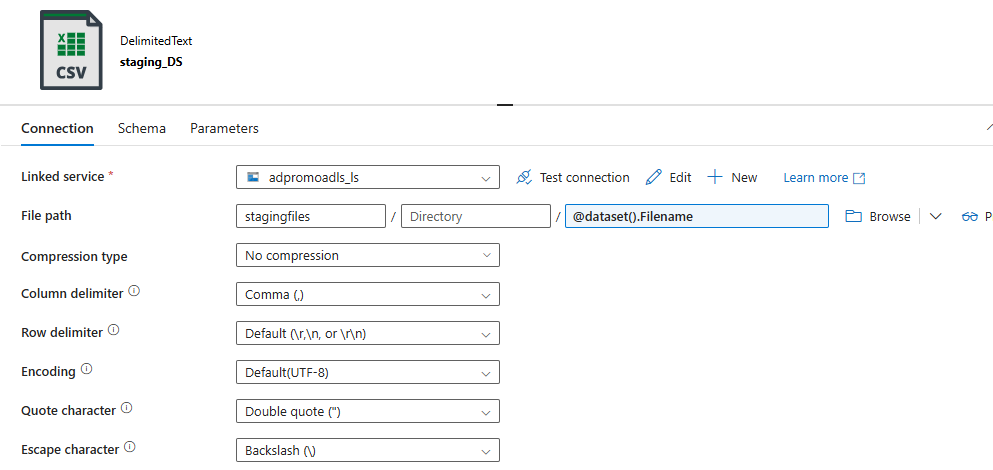 X
CSV
DelimitedText
staging_DS
Connection Schema Parameters
Linked service * adpromoadls_ls Test connection Edit New Learn more
File path stagingfiles / Directory / @dataset().Filename Browse P
Compression type No compression
Column delimiter Comma (,)
Row delimiter Default (\r,\n, or \r\n)
Encoding Default(UTF-8)
Quote character Double quote (")
Escape character Backslash (\)